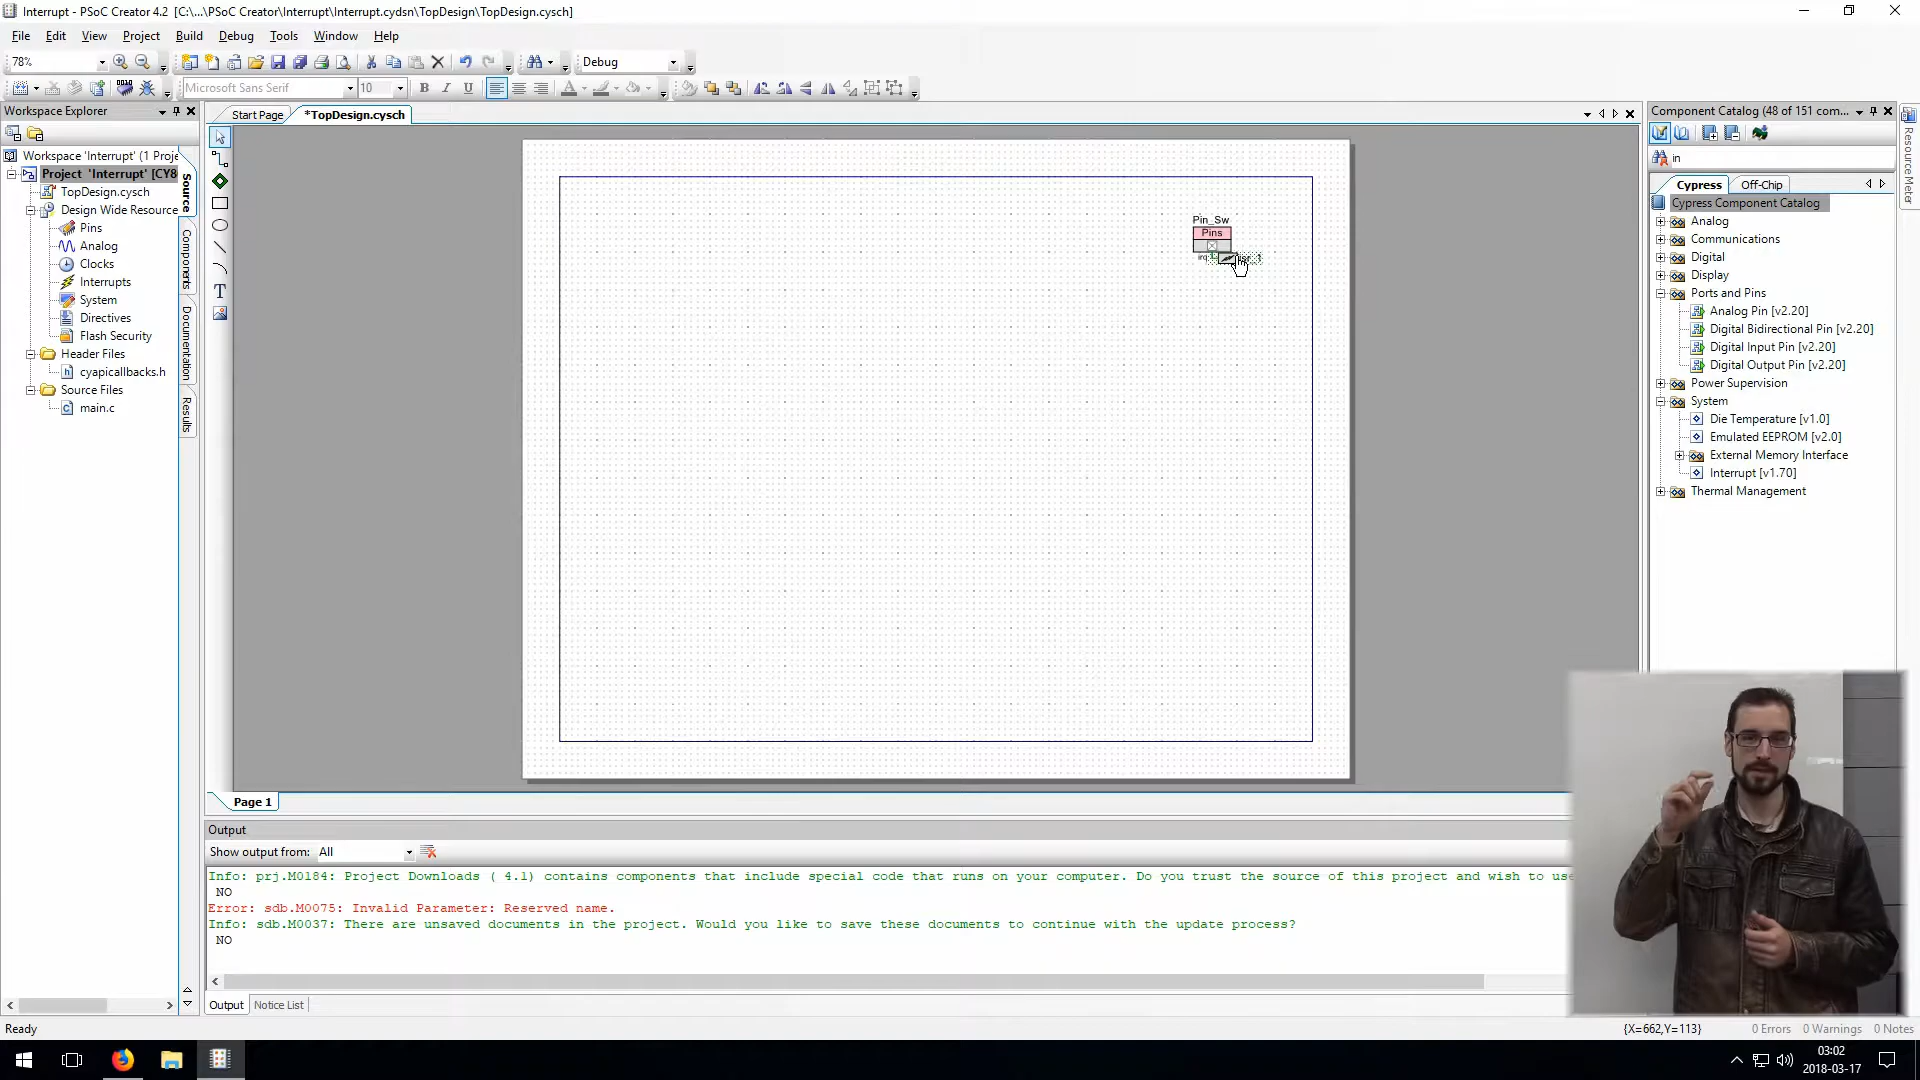 Interrupt - PSoC Creator 4.2 [C:\...\PSoC Creator\Interrupt\Interrupt.cydsn\TopDesign\TopDesign.cysch]
File Edit View Project Build Debug Tools Window Help
78%
Debug
Microsoft Sans Serif 10
B I U
Workspace Explorer
Workspace 'Interrupt' (1 Proje
Project 'Interrupt' [CY8
TopDesign.cysch
Design Wide Resource
Pins
Analog
Clocks
Interrupts
System
Directives
Flash Security
Header Files
cyapicallbacks.h
Source Files
main.c
Source
Components
Documentation
Results
Start Page
*TopDesign.cysch
T
Pin_Sw
Pins
irq
Page 1
Component Catalog (48 of 151 com...
in
Cypress Off-Chip
Cypress Component Catalog
Analog
Communications
Digital
Display
Ports and Pins
Analog Pin [v2.20]
Digital Bidirectional Pin [v2.20]
Digital Input Pin [v2.20]
Digital Output Pin [v2.20]
Power Supervision
System
Die Temperature [v1.0]
Emulated EEPROM [v2.0]
External Memory Interface
Interrupt [v1.70]
Thermal Management
Resource Meter
Output
Show output from: All
Info: prj.M0184: Project Downloads ( 4.1) contains components that include special code that runs on your computer. Do you trust the source of this project and wish to use
NO
Error: sdb.M0075: Invalid Parameter: Reserved name.
Info: sdb.M0037: There are unsaved documents in the project. Would you like to save these documents to continue with the update process?
NO
Output Notice List
Ready
{X=662,Y=113}
0 Errors 0 Warnings 0 Notes
03:02
2018-03-17